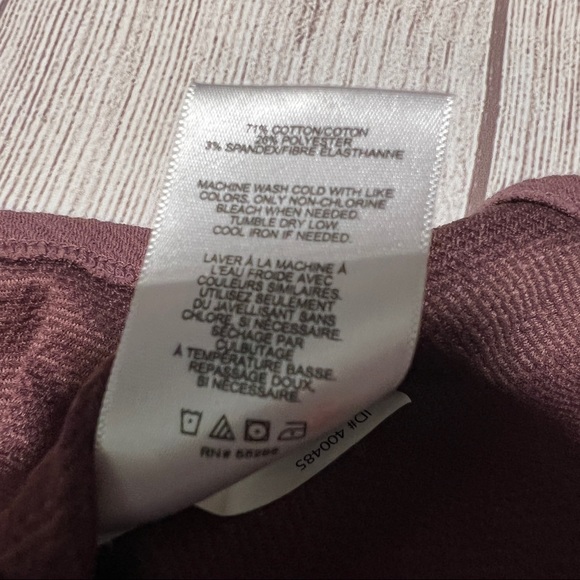 71% COTTON/COTON
26% POLYESTER
3% SPANDEX/FIBRE ELASTHANNE
MACHINE WASH COLD WITH LIKE
COLORS, ONLY NON-CHLORINE
BLEACH WHEN NEEDED.
TUMBLE DRY LOW.
COOL IRON IF NEEDED.
LAVER À LA MACHINE À
L'EAU FROIDE AVEC
COULEURS SIMILAIRES.
UTILISEZ SEULEMENT
DU JAVELLISANT SANS
CHLORE, SI NÉCESSAIRE.
SÉCHAGE PAR
CULBUTAGE
À TEMPÉRATURE BASSE.
REPASSAGE DOUX,
SI NÉCESSAIRE.
RN#
ID# 400485